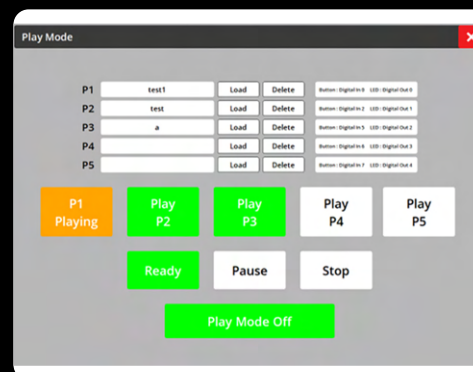 Play Mode
P1 test1 Load Delete Button : Digital In 0 LED : Digital Out 0
P2 test Load Delete Button : Digital In 2 LED : Digital Out 1
P3 a Load Delete Button : Digital In 5 LED : Digital Out 2
P4 Load Delete Button : Digital In 6 LED : Digital Out 3
P5 Load Delete Button : Digital In 7 LED : Digital Out 4
P1 Play Play Play Play
Playing P2 P3 P4 P5
Ready Pause Stop
Play Mode Off